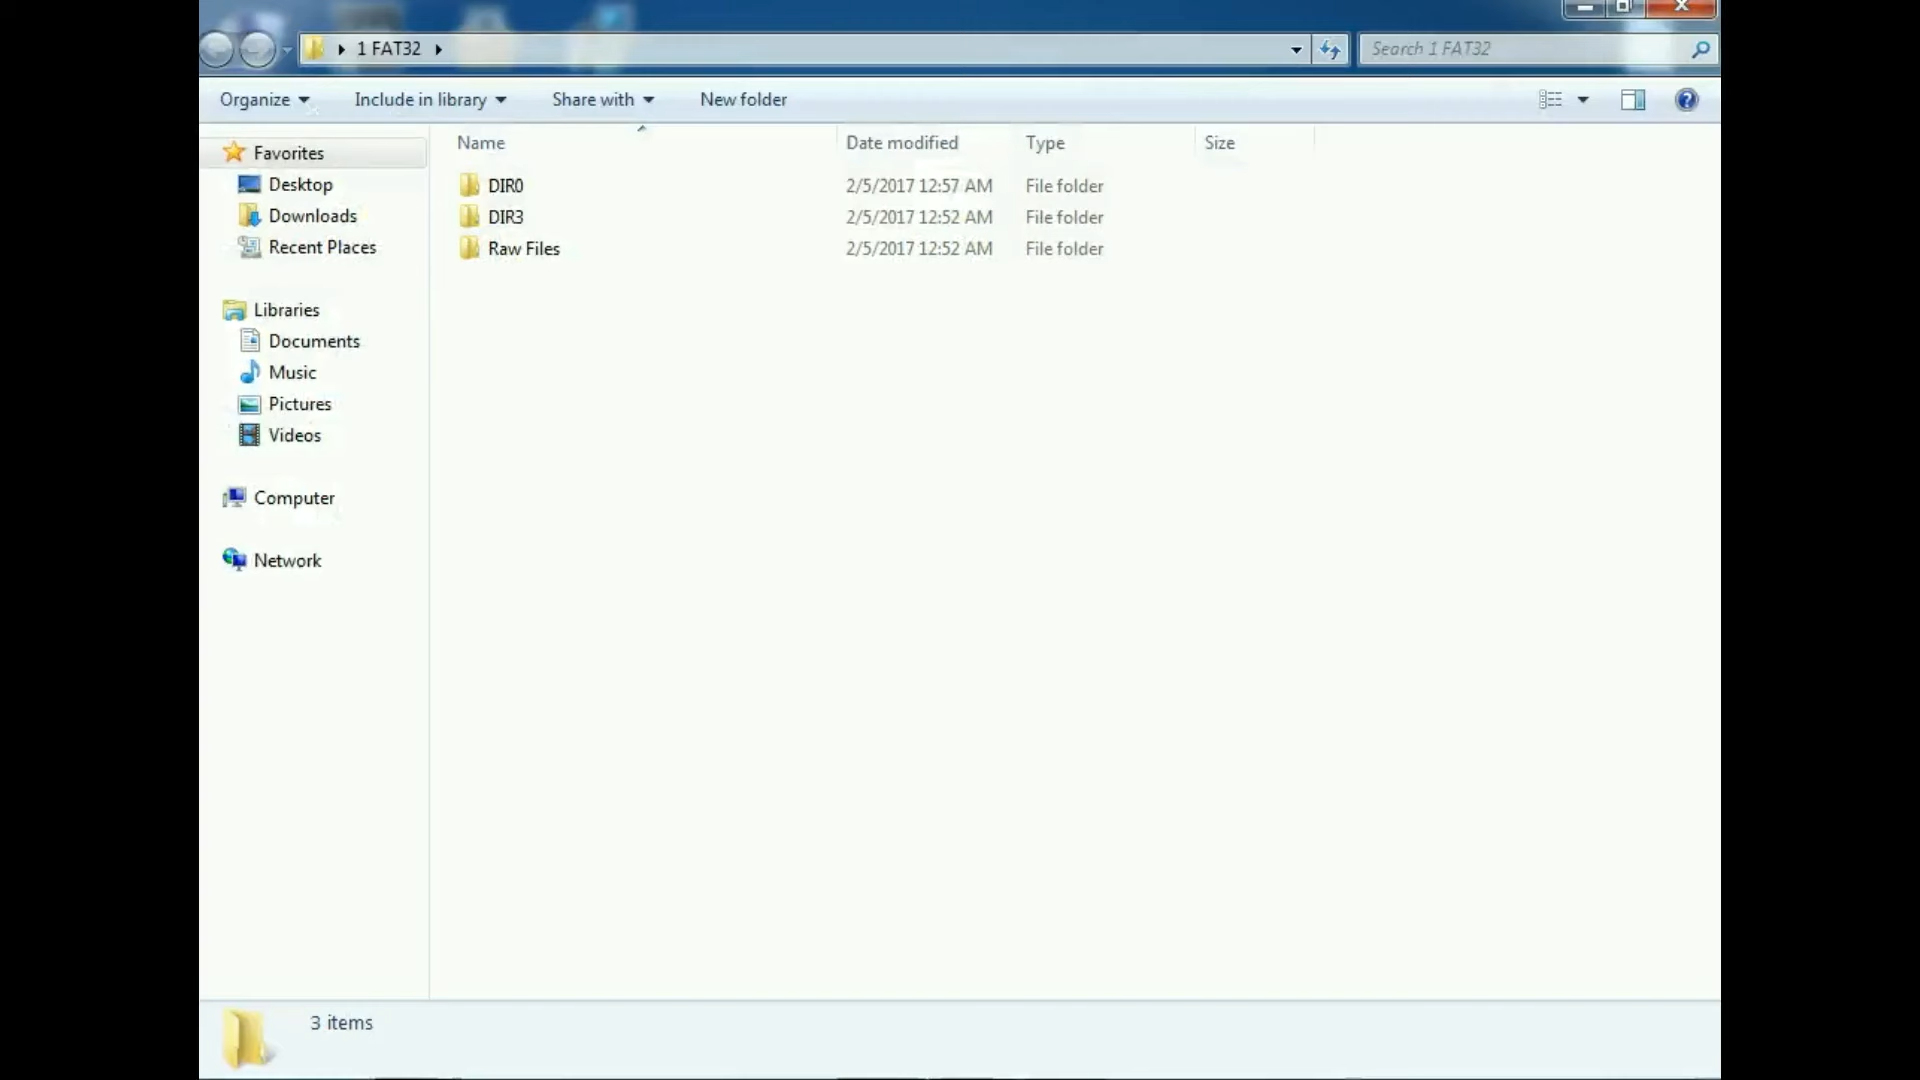 1 FAT32
Search 1 FAT32
Organize
Include in library
Share with
New folder
Favorites
Desktop
Downloads
Recent Places
Libraries
Documents
Music
Pictures
Videos
Computer
Network
Name Date modified Type Size
DIR0 2/5/2017 12:57 AM File folder
DIR3 2/5/2017 12:52 AM File folder
Raw Files 2/5/2017 12:52 AM File folder
3 items